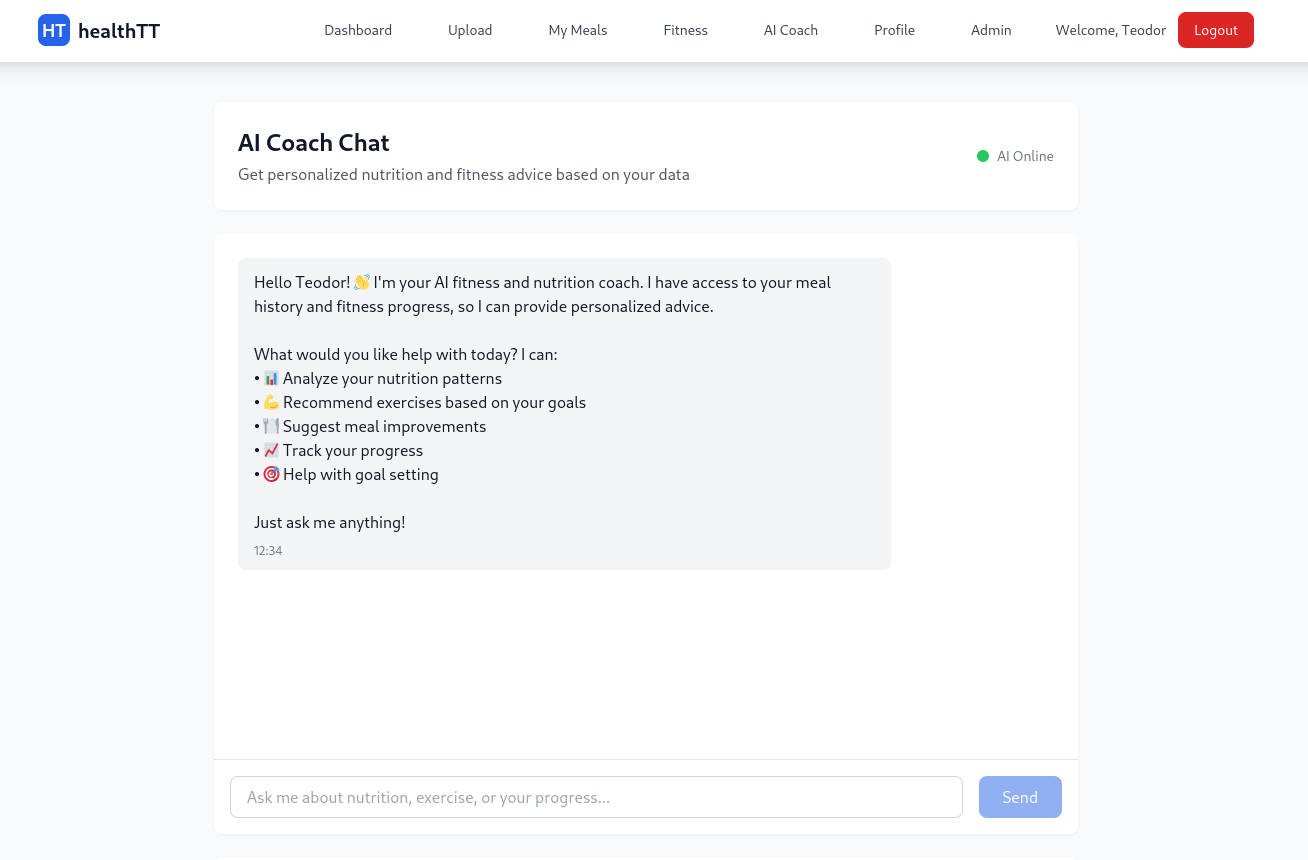 HT healthTT
Dashboard Upload My Meals Fitness AI Coach Profile Admin Welcome, Teodor Logout
AI Coach Chat
Get personalized nutrition and fitness advice based on your data
AI Online
Hello Teodor! 👋 I'm your AI fitness and nutrition coach. I have access to your meal
history and fitness progress, so I can provide personalized advice.
What would you like help with today? I can:
• 📊 Analyze your nutrition patterns
• 💪 Recommend exercises based on your goals
• 🍽️ Suggest meal improvements
• 📈 Track your progress
• 🎯 Help with goal setting
Just ask me anything!
12:34
Ask me about nutrition, exercise, or your progress...
Send